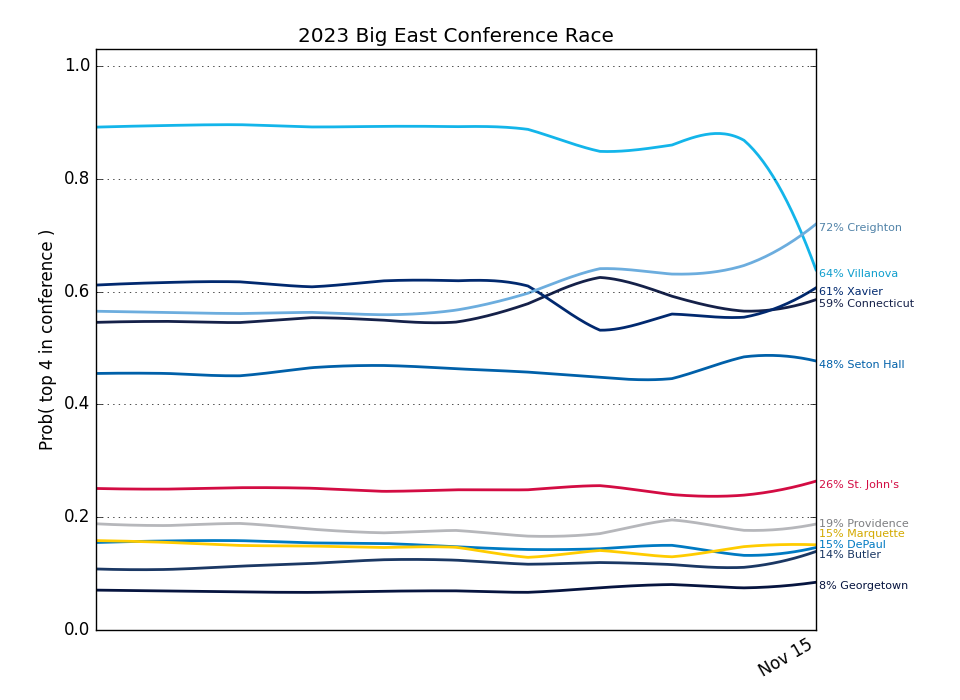 2023 Big East Conference Race
Prob( top 4 in conference )
1.0
0.8
0.6
0.4
0.2
0.0
72% Creighton
64% Villanova
61% Xavier
59% Connecticut
48% Seton Hall
26% St. John's
19% Providence
15% Marquette
15% DePaul
14% Butler
8% Georgetown
Nov 15